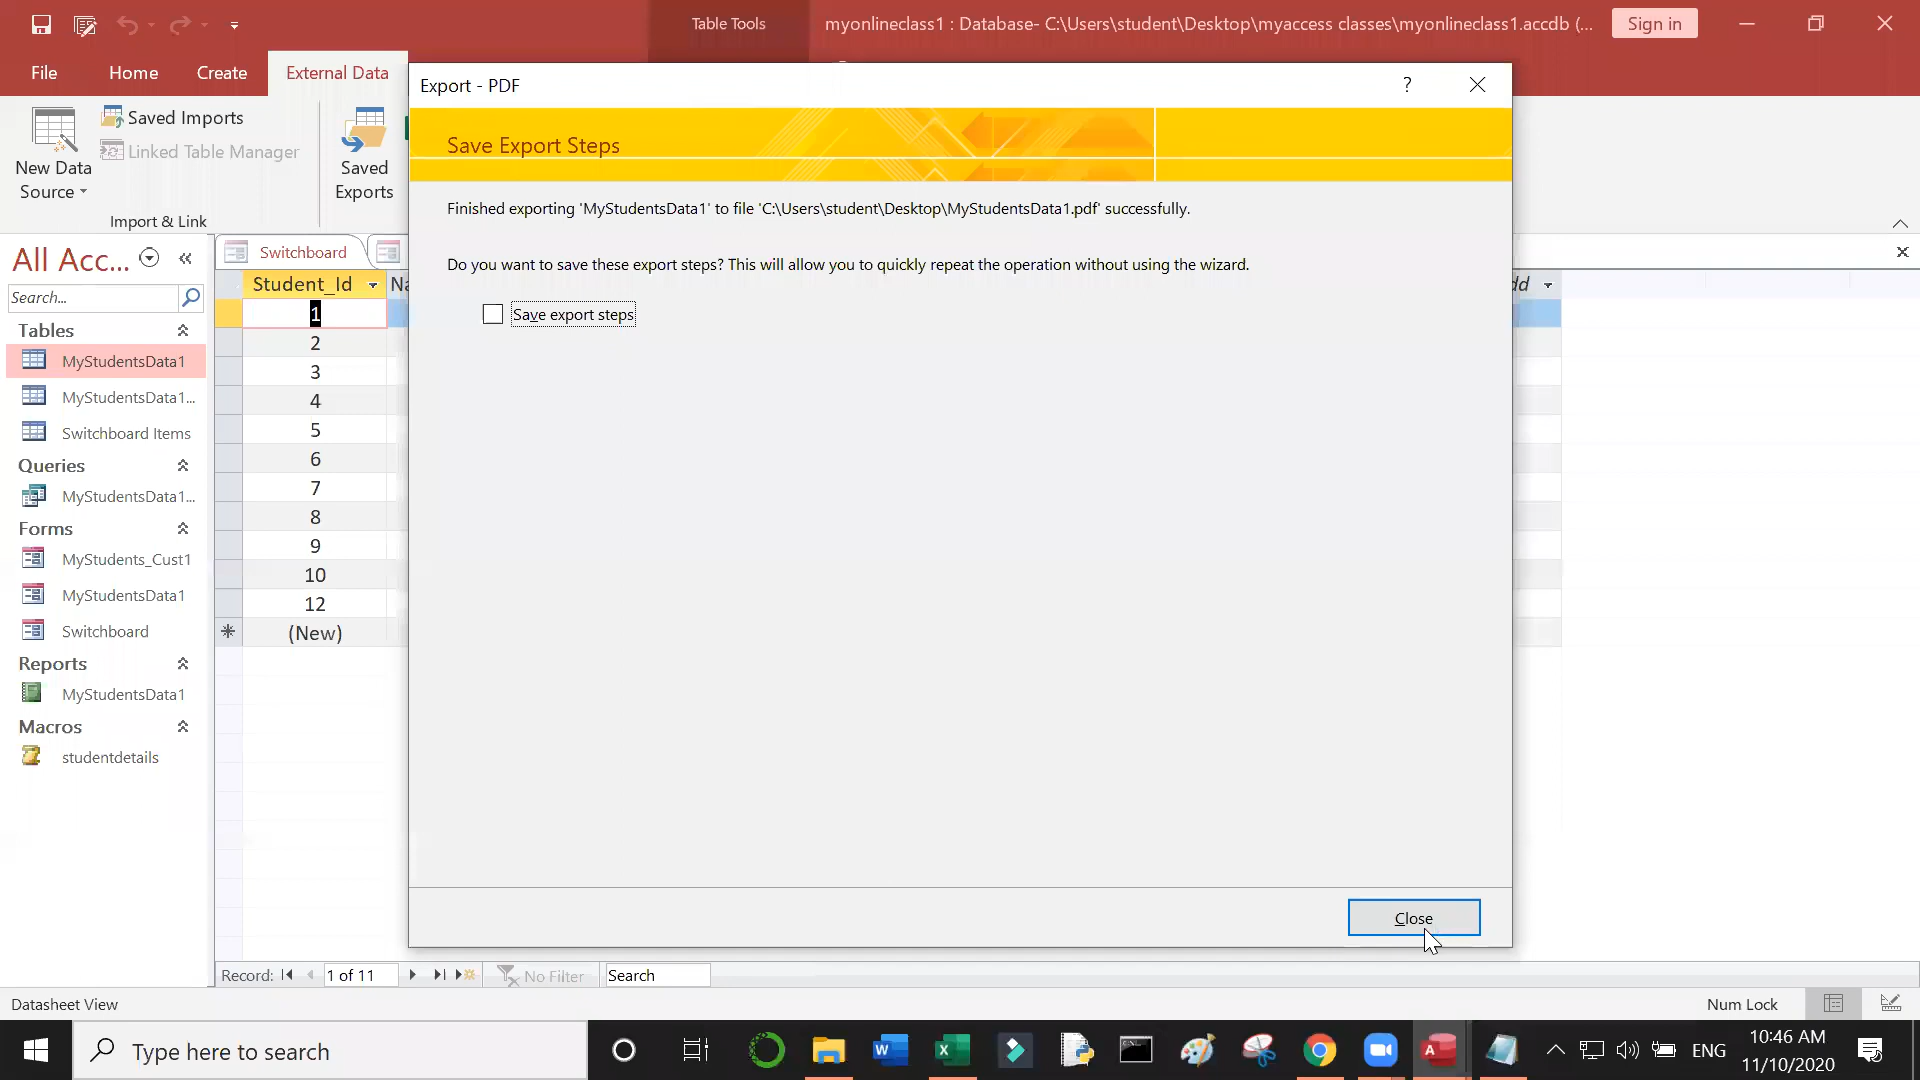 Table Tools
myonlineclass1 : Database- C:\Users\student\Desktop\myaccess classes\myonlineclass1.accdb (...
Sign in
File
Home
Create
External Data
Export - PDF
?
New Data
Source
Saved Imports
Linked Table Manager
Saved
Exports
Import & Link
Save Export Steps
Finished exporting 'MyStudentsData1' to file 'C:\Users\student\Desktop\MyStudentsData1.pdf' successfully.
Do you want to save these export steps? This will allow you to quickly repeat the operation without using the wizard.
Save export steps
Close
All Acc...
Search...
Tables
MyStudentsData1
MyStudentsData1...
Switchboard Items
Queries
MyStudentsData1...
Forms
MyStudents_Cust1
MyStudentsData1
Switchboard
Reports
MyStudentsData1
Macros
studentdetails
Switchboard
Student_Id
1
2
3
4
5
6
7
8
9
10
12
(New)
Record:
1 of 11
No Filter
Search
Datasheet View
Num Lock
Type here to search
ENG
10:46 AM
11/10/2020